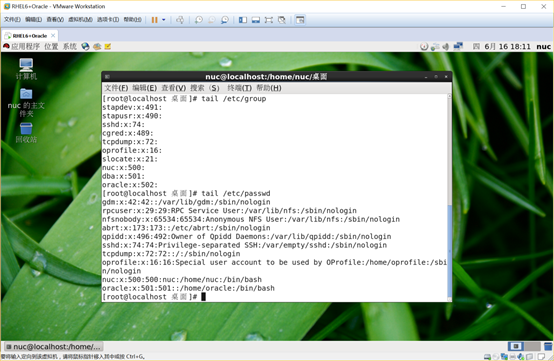 RHEL6+Oracle - VMware Workstation
文件(F) 编辑(E) 查看(V) 虚拟机(M) 选项卡(T) 帮助(H)
RHEL6+Oracle
应用程序 位置 系统 四 6月 16 18:11 nuc
计算机
nuc 的主文件夹
回收站
nuc@localhost:/home/nuc/桌面
文件(F) 编辑(E) 查看(V) 搜索 (S) 终端(T) 帮助(H)
[root@localhost 桌面]# tail /etc/group
stapdev:x:491:
stapusr:x:490:
sshd:x:74:
cgred:x:489:
tcpdump:x:72:
oprofile:x:16:
slocate:x:21:
nuc:x:500:
dba:x:501:
oracle:x:502:
[root@localhost 桌面]# tail /etc/passwd
gdm:x:42:42::/var/lib/gdm:/sbin/nologin
rpcuser:x:29:29:RPC Service User:/var/lib/nfs:/sbin/nologin
nfsnobody:x:65534:65534:Anonymous NFS User:/var/lib/nfs:/sbin/nologin
abrt:x:173:173::/etc/abrt:/sbin/nologin
qpidd:x:496:492:Owner of Qpidd Daemons:/var/lib/qpidd:/sbin/nologin
sshd:x:74:74:Privilege-separated SSH:/var/empty/sshd:/sbin/nologin
tcpdump:x:72:72::/:/sbin/nologin
oprofile:x:16:16:Special user account to be used by OProfile:/home/oprofile:/sbi
n/nologin
nuc:x:500:500:nuc:/home/nuc:/bin/bash
oracle:x:501:501::/home/oracle:/bin/bash
[root@localhost 桌面]#
nuc@localhost:/home/...
要将输入定向到该虚拟机，请将鼠标指针移入其中或按 Ctrl+G。